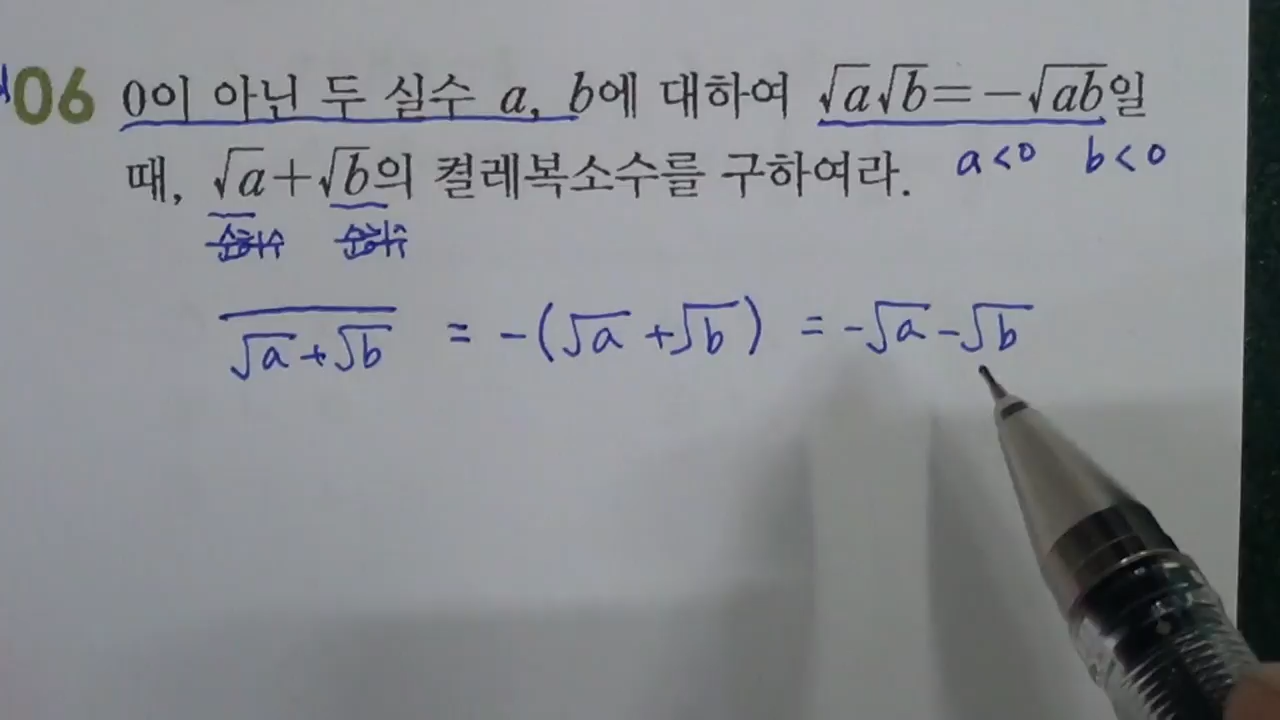 06 0이 아닌 두 실수 a, b에 대하여 √a√b=-√ab일
때, √a+√b의 켤레복소수를 구하여라. a<0 b<0
순허수 순허수
√a+√b = -(√a+√b) = -√a-√b